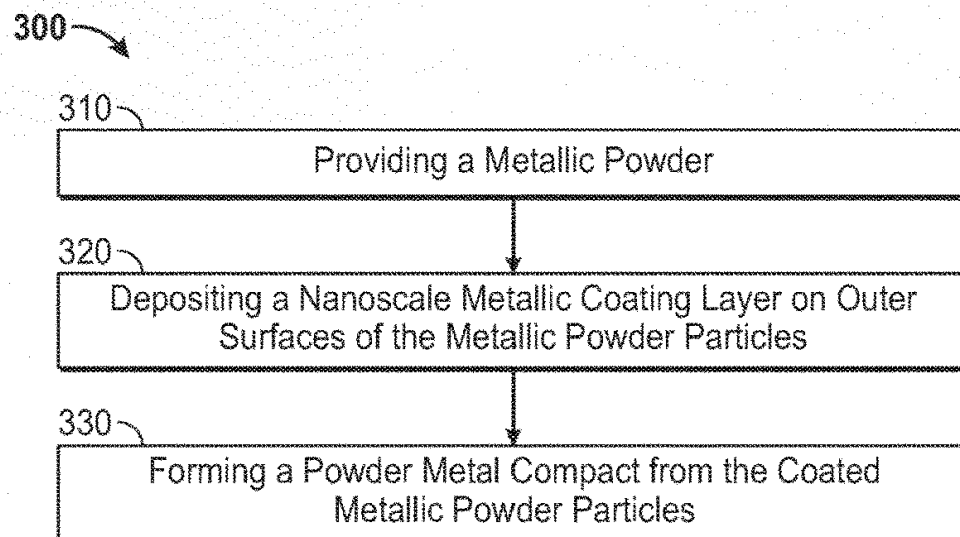 300
310
Providing a Metallic Powder
320
Depositing a Nanoscale Metallic Coating Layer on Outer
Surfaces of the Metallic Powder Particles
330
Forming a Powder Metal Compact from the Coated
Metallic Powder Particles